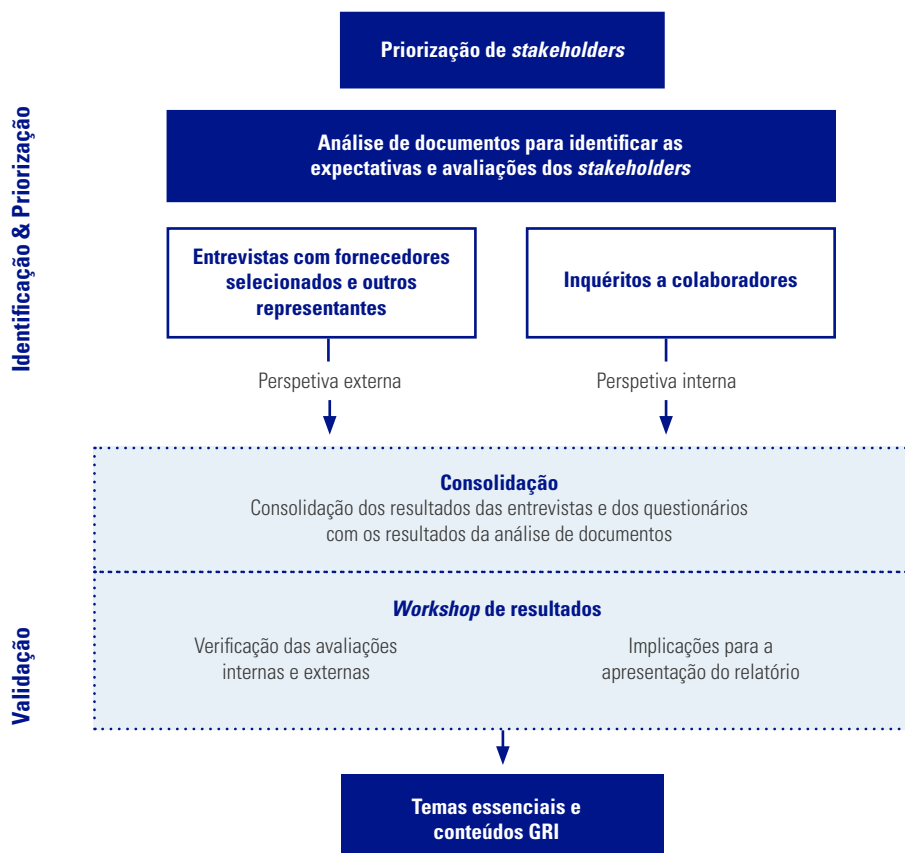 Priorização de stakeholders
Identificação & Priorização
Análise de documentos para identificar as
expectativas e avaliações dos stakeholders
Entrevistas com fornecedores
selecionados e outros
representantes
Inquéritos a colaboradores
Perspetiva externa
Perspetiva interna
Consolidação
Consolidação dos resultados das entrevistas e dos questionários
com os resultados da análise de documentos
Validação
Workshop de resultados
Verificação das avaliações
internas e externas
Implicações para a
apresentação do relatório
Temas essenciais e
conteúdos GRI